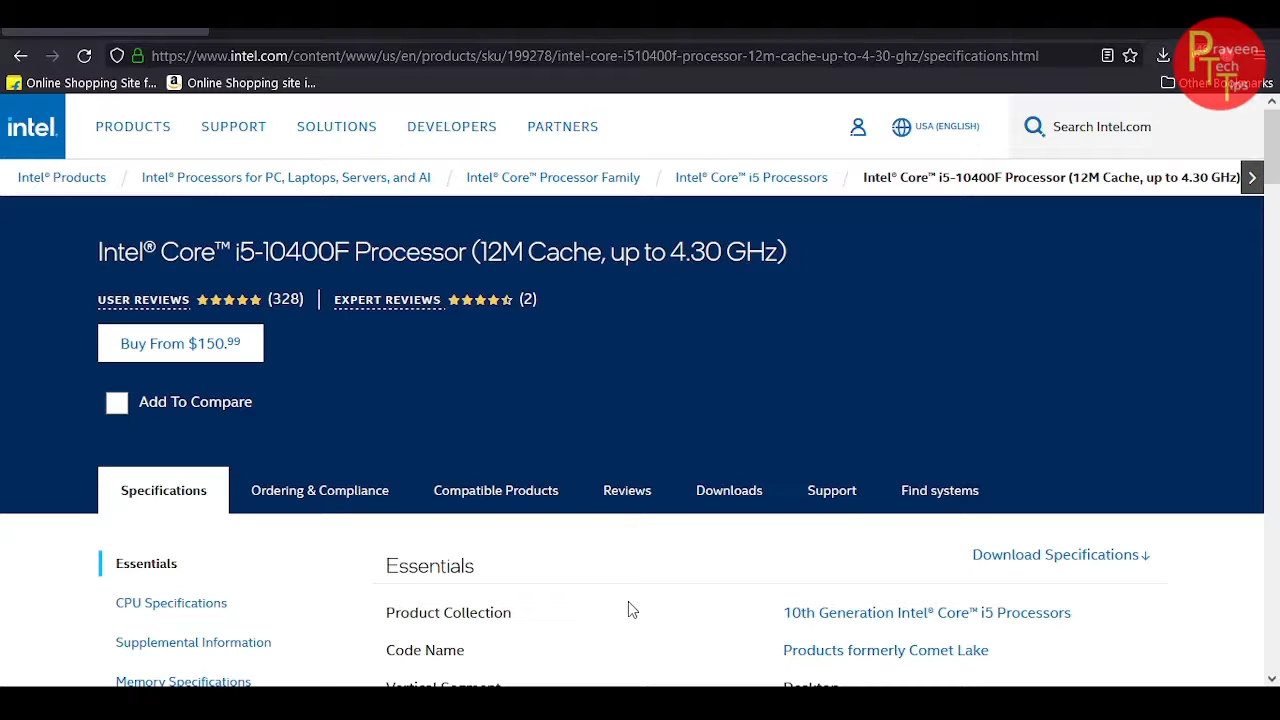 https://www.intel.com/content/www/us/en/products/sku/199278/intel-core-i510400f-processor-12m-cache-up-to-4-30-ghz/specifications.html
Praveen
Tech
Tips
Online Shopping Site f... Online Shopping site i... Other Bookmarks
intel. PRODUCTS SUPPORT SOLUTIONS DEVELOPERS PARTNERS USA (ENGLISH) Search Intel.com
Intel® Products / Intel® Processors for PC, Laptops, Servers, and AI / Intel® Core™ Processor Family / Intel® Core™ i5 Processors / Intel® Core™ i5-10400F Processor (12M Cache, up to 4.30 GHz)
Intel® Core™ i5-10400F Processor (12M Cache, up to 4.30 GHz)
USER REVIEWS (328) | EXPERT REVIEWS (2)
Buy From $150.99
Add To Compare
Specifications Ordering & Compliance Compatible Products Reviews Downloads Support Find systems
Essentials
CPU Specifications
Supplemental Information
Memory Specifications
Essentials Download Specifications↓
Product Collection 10th Generation Intel® Core™ i5 Processors
Code Name Products formerly Comet Lake
Vertical Segment Desktop